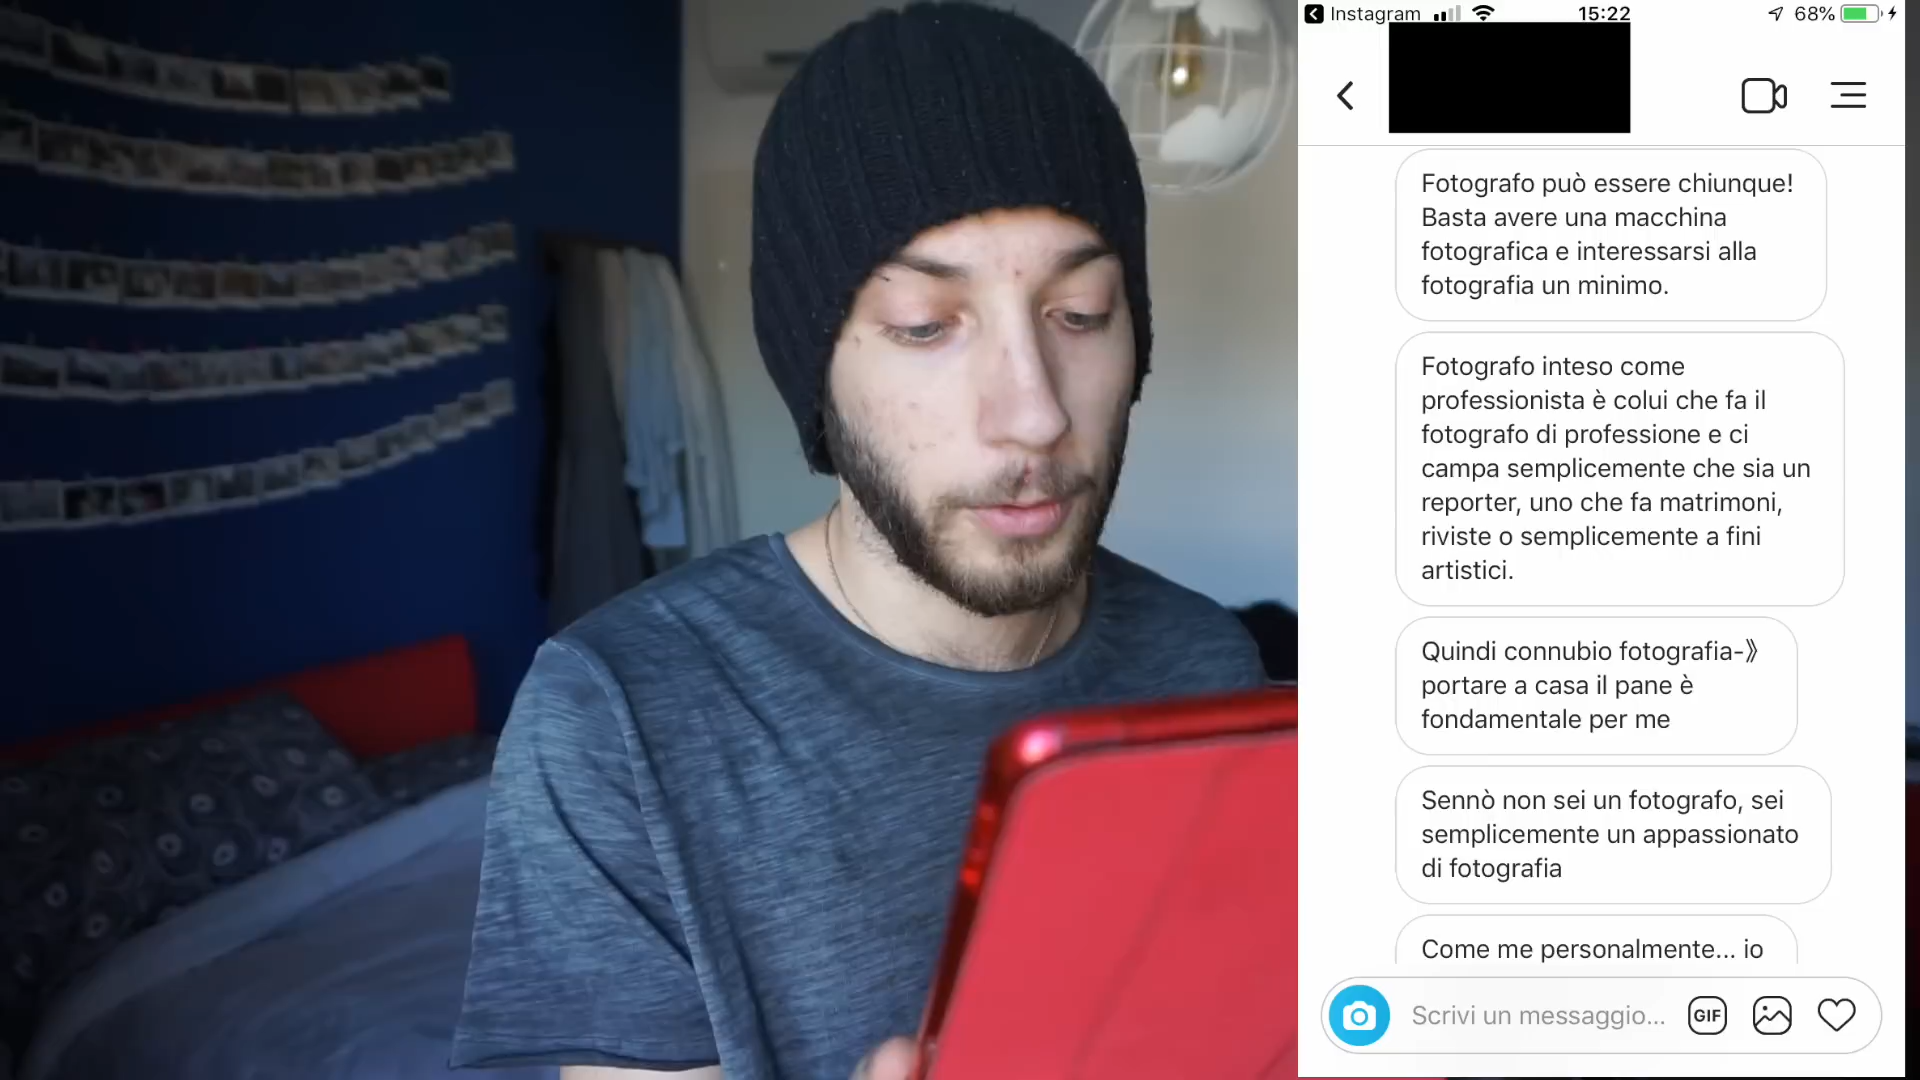 Instagram 15:22 68%
Fotografo può essere chiunque!
Basta avere una macchina
fotografica e interessarsi alla
fotografia un minimo.
Fotografo inteso come
professionista è colui che fa il
fotografo di professione e ci
campa semplicemente che sia un
reporter, uno che fa matrimoni,
riviste o semplicemente a fini
artistici.
Quindi connubio fotografia-》
portare a casa il pane è
fondamentale per me
Sennò non sei un fotografo, sei
semplicemente un appassionato
di fotografia
Come me personalmente... io
Scrivi un messaggio... GIF